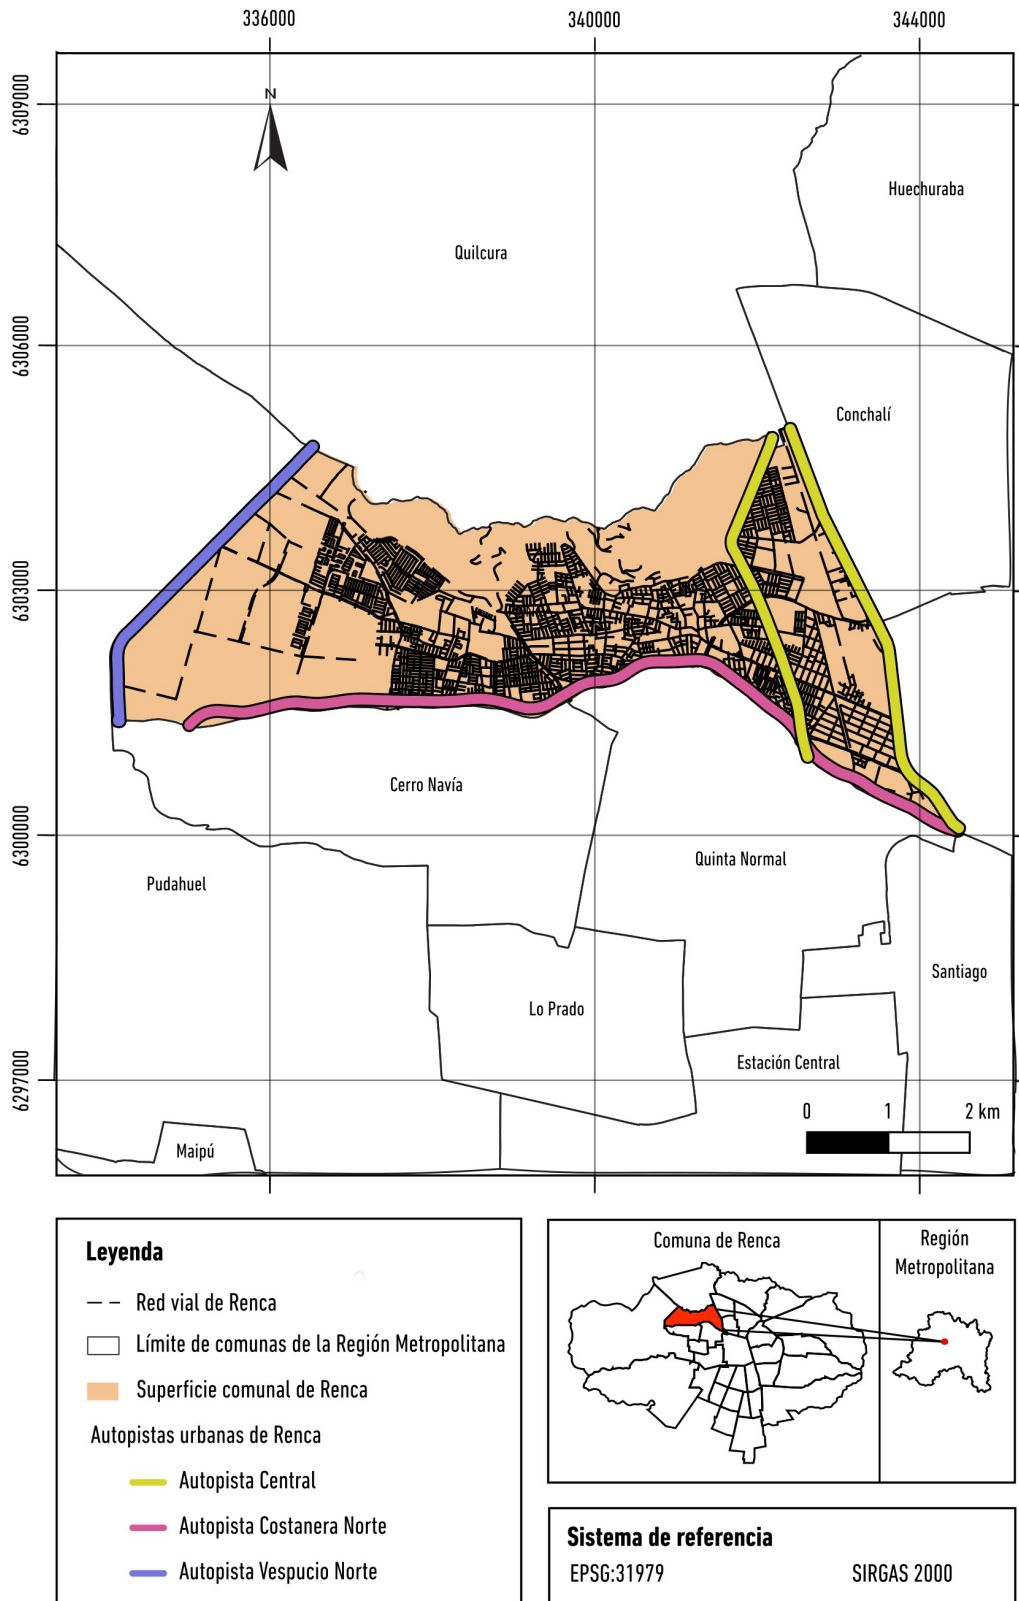 336000
340000
344000
6309000
N
Huechuraba
Quilcura
6306000
Conchalí
6303000
Cerro Navía
6300000
Quinta Normal
Pudahuel
Santiago
Lo Prado
Estación Central
6297000
0 1 2 km
Maipú
Leyenda
Red vial de Renca
Límite de comunas de la Región Metropolitana
Superficie comunal de Renca
Autopistas urbanas de Renca
Autopista Central
Autopista Costanera Norte
Autopista Vespucio Norte
Comuna de Renca
Región
Metropolitana
Sistema de referencia
EPSG:31979 SIRGAS 2000